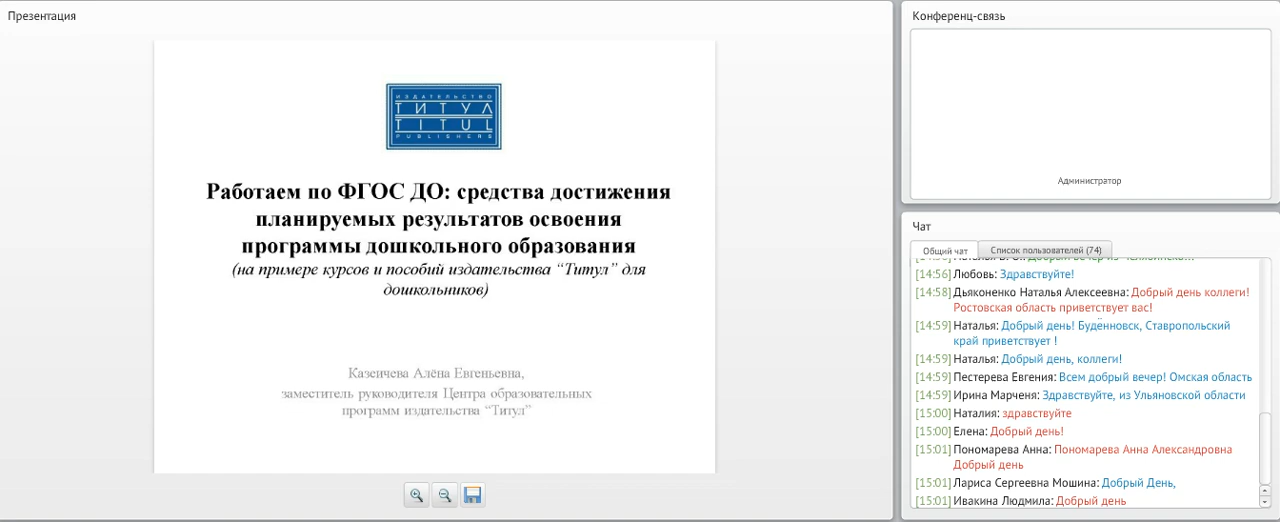 Презентация
ИЗДАТЕЛЬСТВО
ТИТУЛ
TITUL
PUBLISHERS
Работаем по ФГОС ДО: средства достижения
планируемых результатов освоения
программы дошкольного образования
(на примере курсов и пособий издательства “Титул” для
дошкольников)
Казеичева Алёна Евгеньевна,
заместитель руководителя Центра образовательных
программ издательства “Титул”
Конференц-связь
Администратор
Чат
Общий чат
Список пользователей (74)
[14:56] Любовь: Здравствуйте!
[14:58] Дьяконенко Наталья Алексеевна: Добрый день коллеги!
Ростовская область приветствует вас!
[14:59] Наталья: Добрый день! Будённовск, Ставропольский
край приветствует !
[14:59] Наталья: Добрый день, коллеги!
[14:59] Пестерева Евгения: Всем добрый вечер! Омская область
[14:59] Ирина Марченя: Здравствуйте, из Ульяновской области
[15:00] Наталия: здравствуйте
[15:00] Елена: Добрый день!
[15:01] Пономарева Анна: Пономарева Анна Александровна
Добрый день
[15:01] Лариса Сергеевна Мошина: Добрый День,
[15:01] Ивакина Людмила: Добрый день